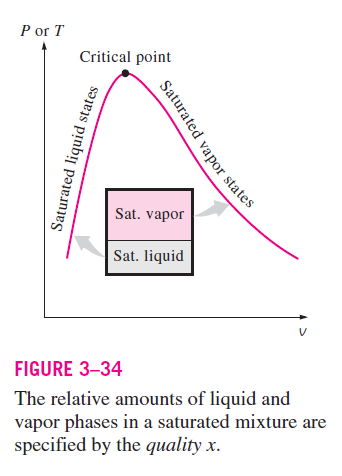 P or T
Critical point
Saturated liquid states
Saturated vapor states
Sat. vapor
Sat. liquid
v
FIGURE 3–34
The relative amounts of liquid and
vapor phases in a saturated mixture are
specified by the quality x.